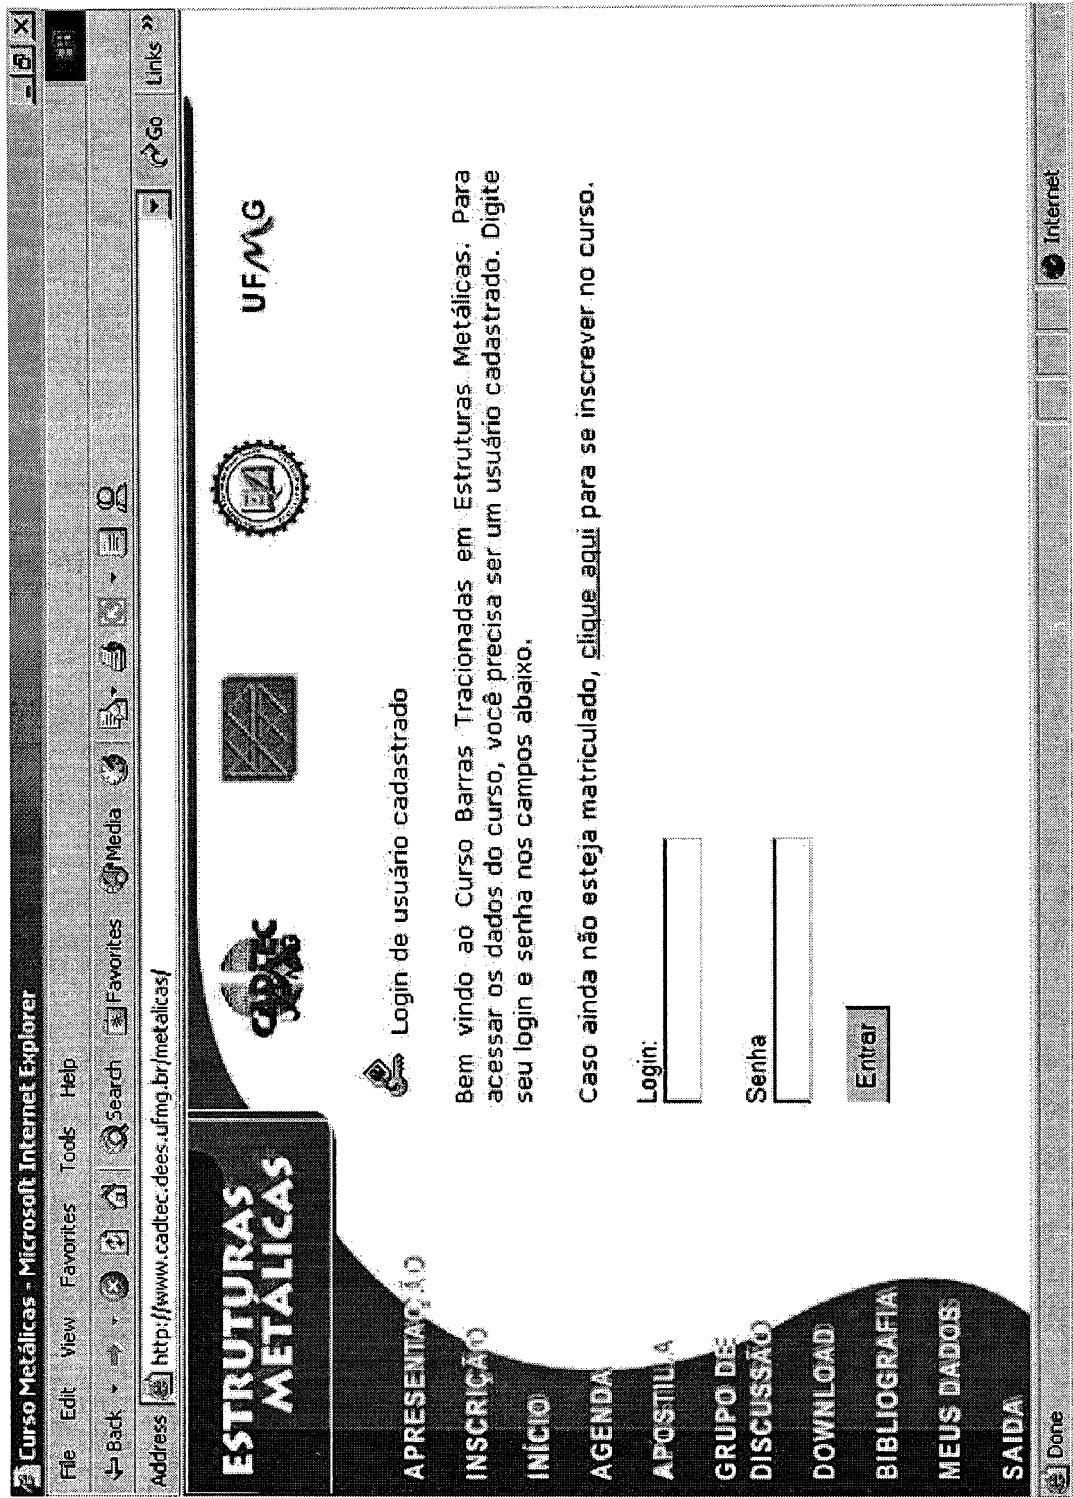 Curso Metálicas - Microsoft Internet Explorer
File Edit View Favorites Tools Help
Back Search Favorites Media
Address http://www.cadtec.dees.ufmg.br/metalicas/ Go Links »
ESTRUTURAS
METÁLICAS
CADTEC
UFMG
APRESENTAÇÃO
INSCRIÇÃO
INÍCIO
AGENDA
APOSTILA
GRUPO DE
DISCUSSÃO
DOWNLOAD
BIBLIOGRAFIA
MEUS DADOS
SAIDA
Login de usuário cadastrado
Bem vindo ao Curso Barras Tracionadas em Estruturas Metálicas. Para
acessar os dados do curso, você precisa ser um usuário cadastrado. Digite
seu login e senha nos campos abaixo.
Caso ainda não esteja matriculado, clique aqui para se inscrever no curso.
Login:
Senha
Entrar
Done Internet